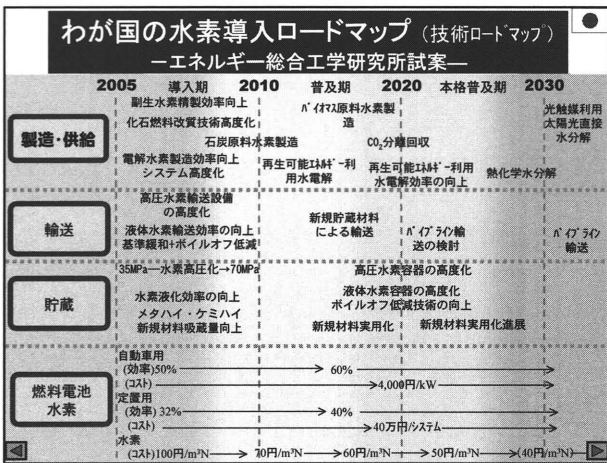 わが国の水素導入ロードマップ(技術ロードマップ)
―エネルギー総合工学研究所試案―
2005 導入期 2010 普及期 2020 本格普及期 2030
製造・供給
副生水素精製効率向上
化石燃料改質技術高度化
石炭原料水素製造
電解水素製造効率向上
システム高度化
バイオマス原料水素製
造
CO₂分離回収
再生可能エネルギー利
用水電解
再生可能エネルギー利用
水電解効率の向上
熱化学水分解
光触媒利用
太陽光直接
水分解
輸送
高圧水素輸送設備
の高度化
液体水素輸送効率の向上
基準緩和+ボイルオフ低減
新規貯蔵材料
による輸送
パイプライン輸
送の検討
パイプライン
輸送
貯蔵
35MPa―水素高圧化→70MPa
水素液化効率の向上
メタハイ・ケミハイ
新規材料吸蔵量向上
高圧水素容器の高度化
液体水素容器の高度化
ボイルオフ低減技術の向上
新規材料実用化
新規材料実用化進展
燃料電池
水素
自動車用
(効率)50% → 60% →
(コスト) → 4,000円/kW →
定置用
(効率) 32% → 40% →
(コスト) → 40万円/システム →
水素
(コスト)100円/m³N → 70円/m³N → 60円/m³N → 50円/m³N → (40円/m³N) →